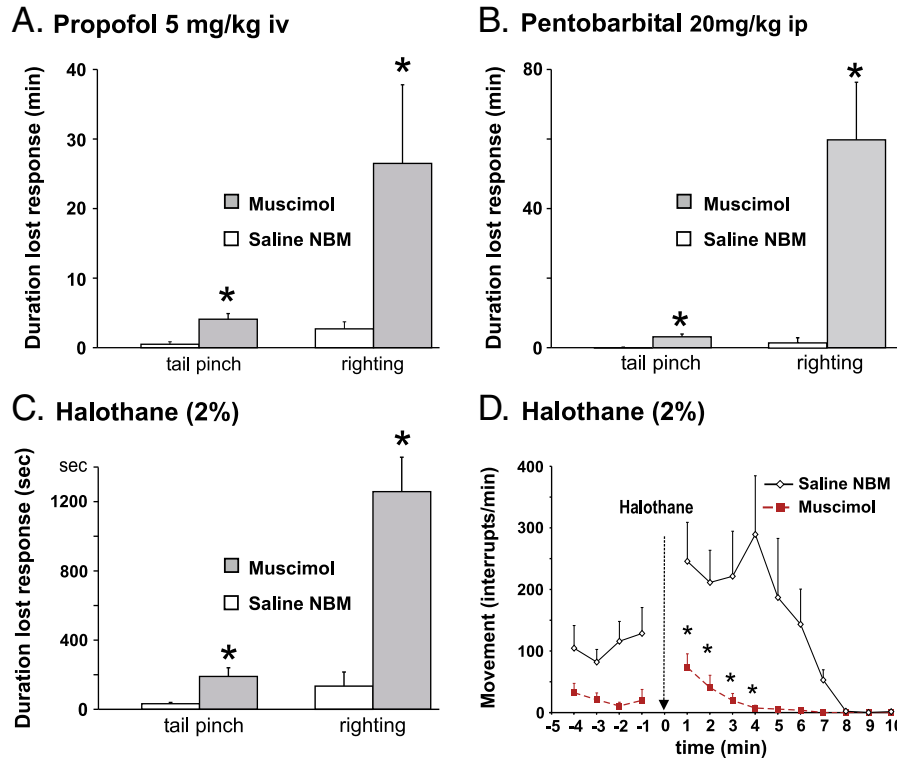 A. Propofol 5 mg/kg iv
Duration lost response (min)
40
30
20
10
0
*
*
Muscimol
Saline NBM
tail pinch
righting
B. Pentobarbital 20mg/kg ip
Duration lost response (min)
80
40
0
*
*
Muscimol
Saline NBM
tail pinch
righting
C. Halothane (2%)
Duration lost response (sec)
sec
1200
800
400
0
*
*
Muscimol
Saline NBM
tail pinch
righting
D. Halothane (2%)
Movement (interrupts/min)
400
300
200
100
0
Halothane
Saline NBM
Muscimol
* * * *
-5 -4 -3 -2 -1 0 1 2 3 4 5 6 7 8 9 10
time (min)